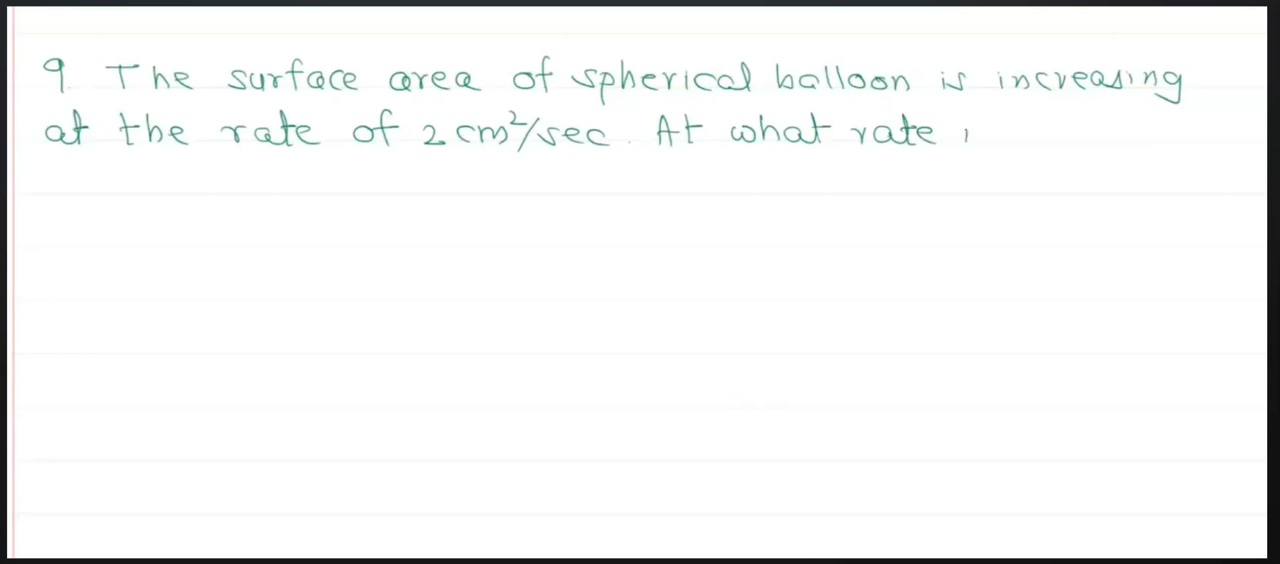 9. The surface area of spherical balloon is increasing
at the rate of 2 cm²/sec. At what rate